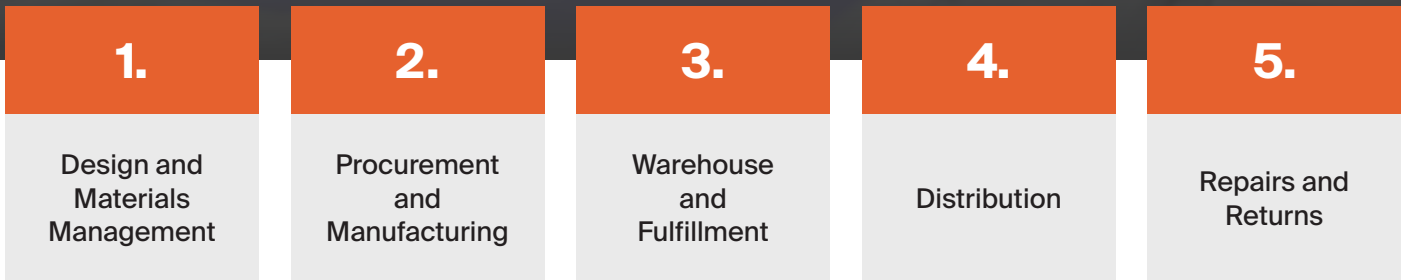 1.
Design and
Materials
Management
2.
Procurement
and
Manufacturing
3.
Warehouse
and
Fulfillment
4.
Distribution
5.
Repairs and
Returns